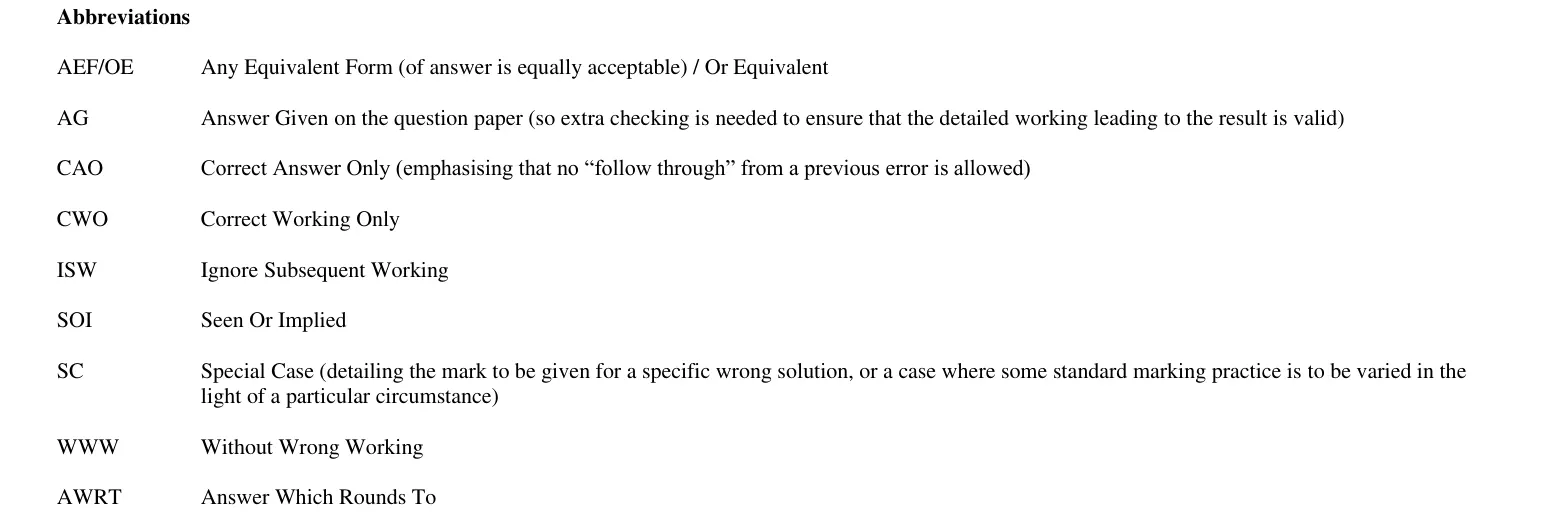 Abbreviations
AEF/OE Any Equivalent Form (of answer is equally acceptable) / Or Equivalent
AG Answer Given on the question paper (so extra checking is needed to ensure that the detailed working leading to the result is valid)
CAO Correct Answer Only (emphasising that no “follow through” from a previous error is allowed)
CWO Correct Working Only
ISW Ignore Subsequent Working
SOI Seen Or Implied
SC Special Case (detailing the mark to be given for a specific wrong solution, or a case where some standard marking practice is to be varied in the
light of a particular circumstance)
WWW Without Wrong Working
AWRT Answer Which Rounds To